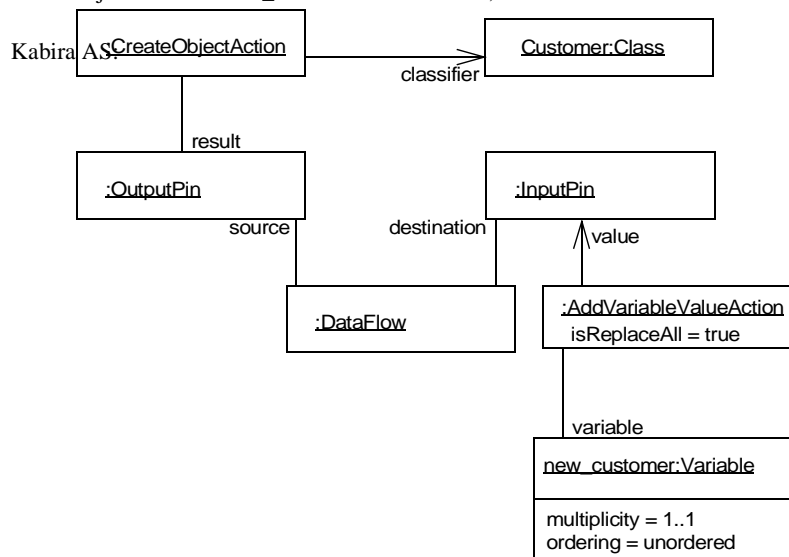 Kabira AS:
:CreateObjectAction
Customer:Class
classifier
result
:OutputPin
:InputPin
source
destination
value
:DataFlow
:AddVariableValueAction
isReplaceAll = true
variable
new_customer:Variable
multiplicity = 1..1
ordering = unordered